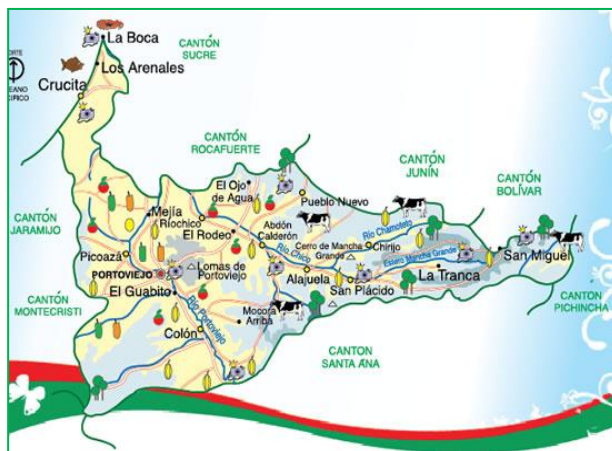 La Boca
CANTÓN
SUCRE
Los Arenales
Crucita
CANTÓN
ROCAFUERTE
CANTÓN
JUNÍN
CANTÓN
BOLÍVAR
El Ojo
de Agua
Pueblo Nuevo
CANTÓN
JARAMIJO
Mejía
Ríochico
El Rodeo
Abdón
Calderón
Río Chico
Río Chamotete
Cerro de Mancha
Grande
Chirijo
Estero Mancha Grande
San Miguel
Picoazá
PORTOVIEJO
Lomas de
Portoviejo
Alajuela
San Plácido
La Tranca
CANTÓN
MONTECRISTI
El Guabito
Río Portoviejo
Mocora
Arriba
Colón
CANTON
PICHINCHA
CANTON
SANTA ANA